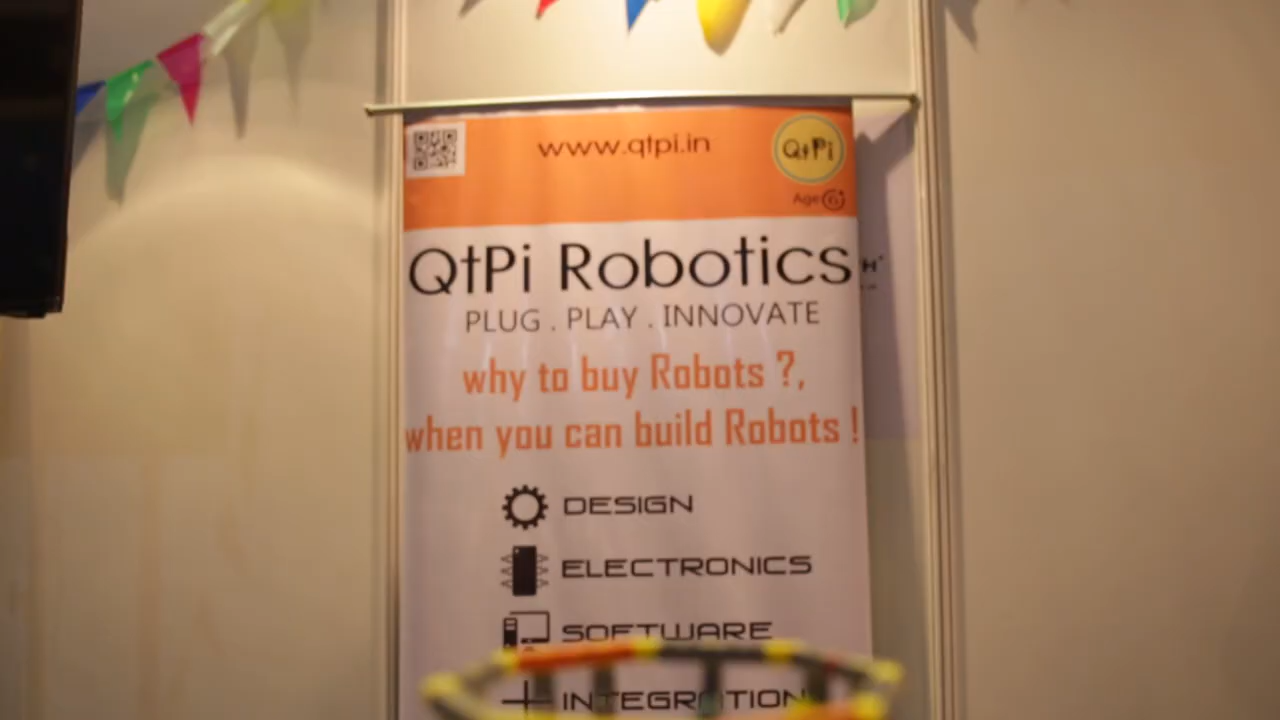 www.qtpi.in
QtPi
Age 6+
QtPi Robotics
PLUG . PLAY . INNOVATE
why to buy Robots ?,
when you can build Robots !
DESIGN
ELECTRONICS
SOFTWARE
INTEGRATION